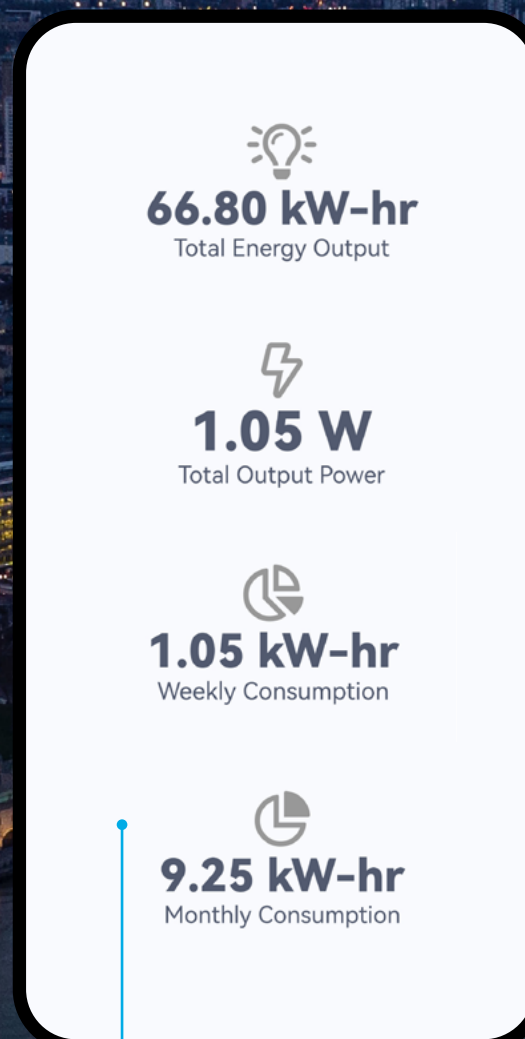 66.80 kW-hr
Total Energy Output
1.05 W
Total Output Power
1.05 kW-hr
Weekly Consumption
9.25 kW-hr
Monthly Consumption